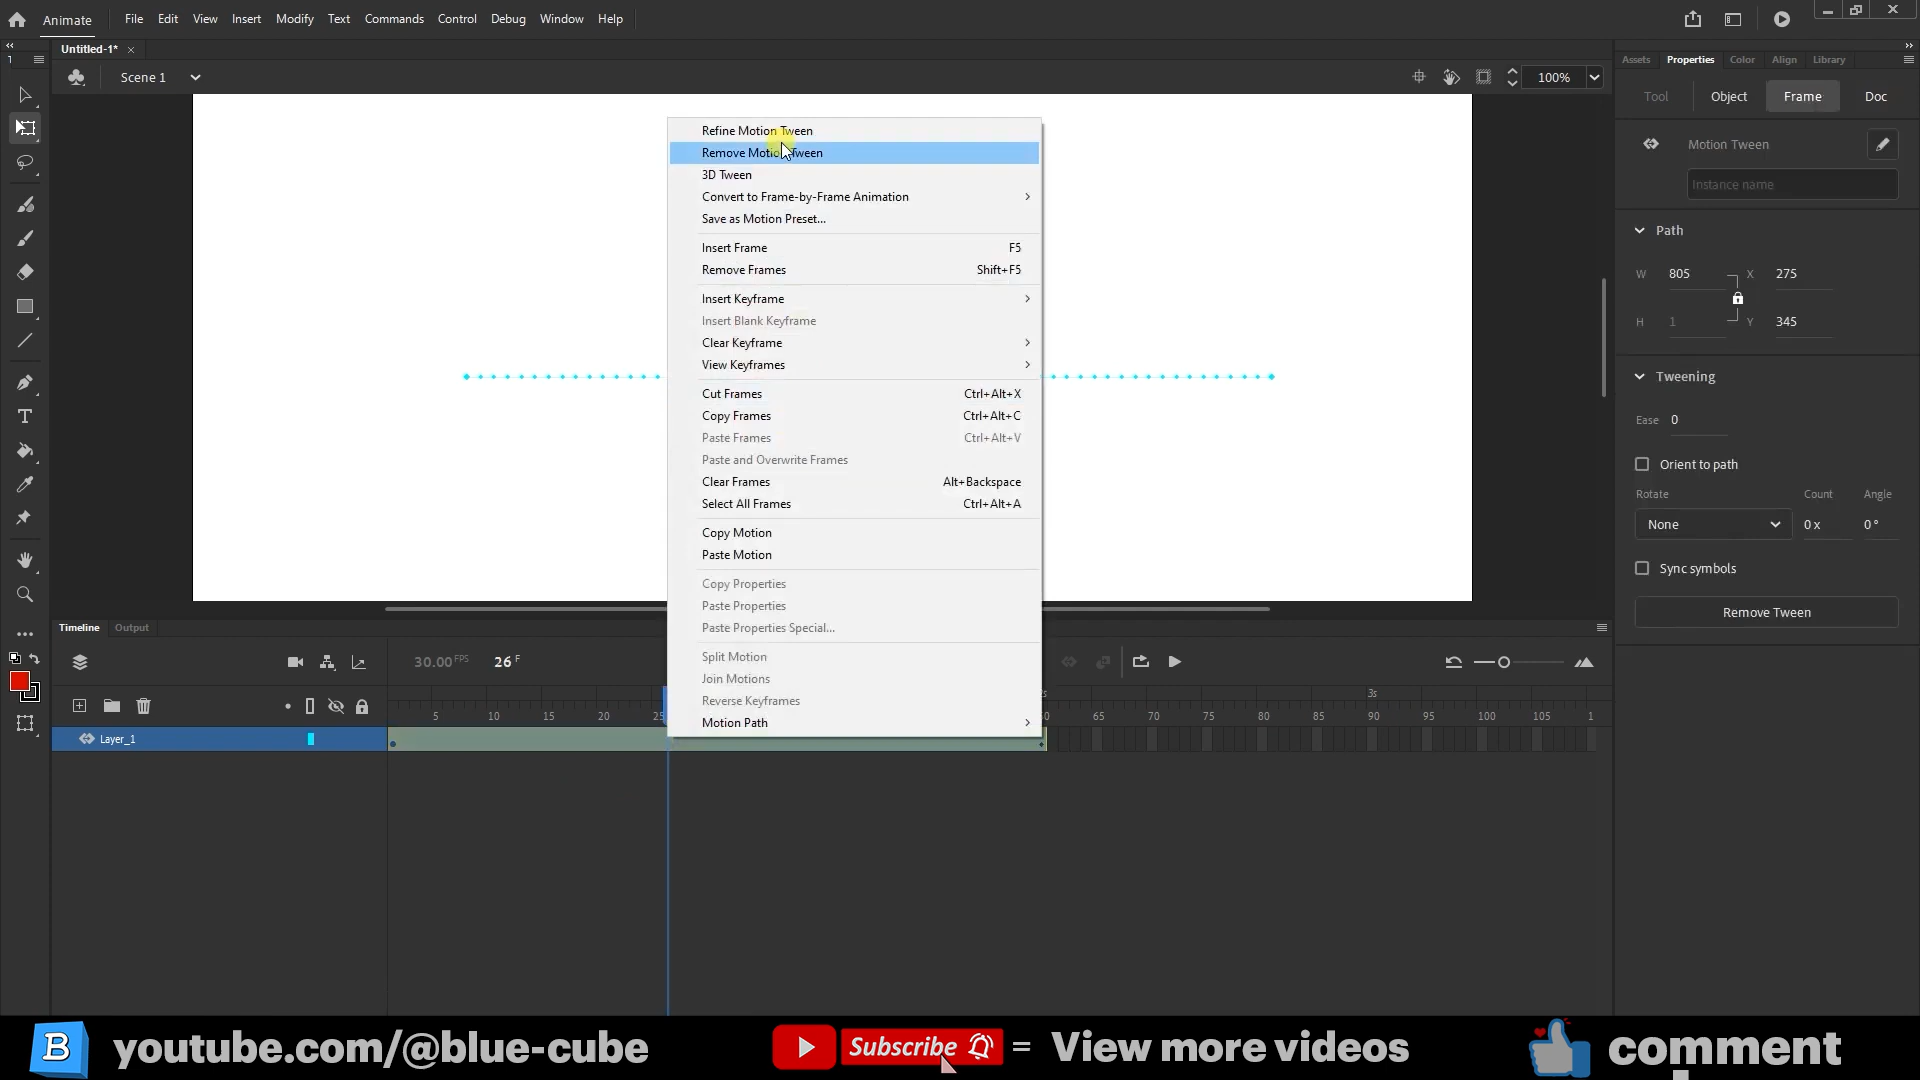 Animate File Edit View Insert Modify Text Commands Control Debug Window Help
Untitled-1*
1
Scene 1
100%
Assets Properties Color Align Library
Tool Object Frame Doc
Motion Tween
Instance name
Path
W 805 X 275
H 1 Y 345
Tweening
Ease 0
Orient to path
Rotate Count Angle
None 0 x 0°
Sync symbols
Remove Tween
Refine Motion Tween
Remove Motion Tween
3D Tween
Convert to Frame-by-Frame Animation
Save as Motion Preset...
Insert Frame F5
Remove Frames Shift+F5
Insert Keyframe
Insert Blank Keyframe
Clear Keyframe
View Keyframes
Cut Frames Ctrl+Alt+X
Copy Frames Ctrl+Alt+C
Paste Frames Ctrl+Alt+V
Paste and Overwrite Frames
Clear Frames Alt+Backspace
Select All Frames Ctrl+Alt+A
Copy Motion
Paste Motion
Copy Properties
Paste Properties
Paste Properties Special...
Split Motion
Join Motions
Reverse Keyframes
Motion Path
Timeline Output
30.00 FPS 26 F
3s
5 10 15 20 65 70 75 80 85 90 95 100 105
Layer_1
B youtube.com/@blue-cube Subscribe = View more videos comment